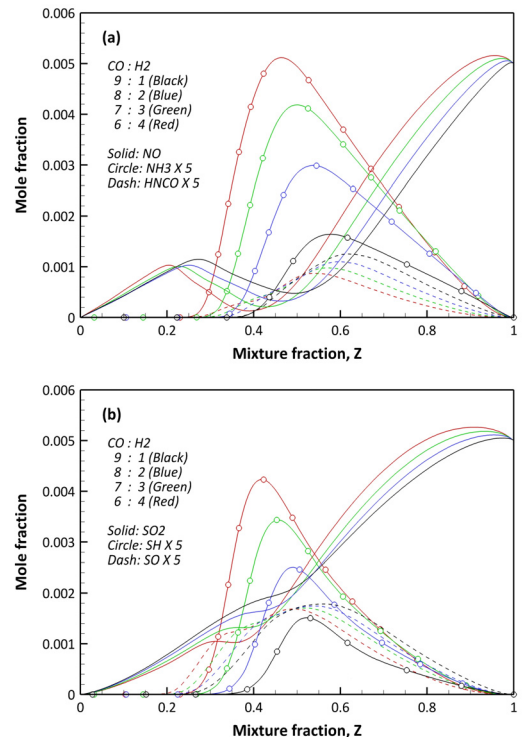 0.006
(a)
CO : H2
9 : 1 (Black)
8 : 2 (Blue)
7 : 3 (Green)
6 : 4 (Red)
Solid: NO
Circle: NH3 X 5
Dash: HNCO X 5
0.005
0.004
0.003
0.002
0.001
0
Mole fraction
0 0.2 0.4 0.6 0.8 1
Mixture fraction, Z
0.006
(b)
CO : H2
9 : 1 (Black)
8 : 2 (Blue)
7 : 3 (Green)
6 : 4 (Red)
Solid: SO2
Circle: SH X 5
Dash: SO X 5
0.005
0.004
0.003
0.002
0.001
0
Mole fraction
0 0.2 0.4 0.6 0.8 1
Mixture fraction, Z